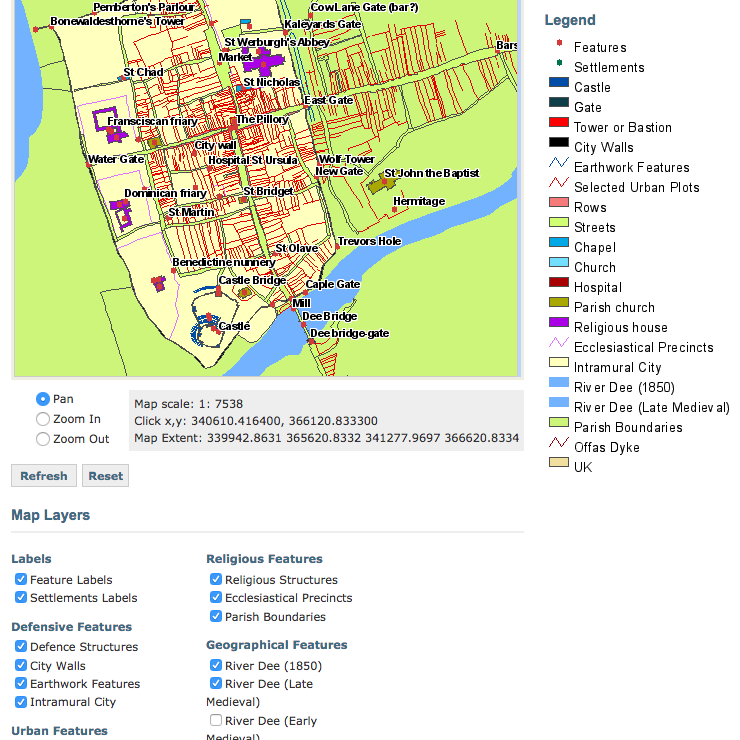 Pemberton's Parlour
CowLane Gate (bar?)
Bonewaldesthorne's Tower
Kaleyards Gate
St Werburgh's Abbey
Bars
Market
St Chad
St Nicholas
East Gate
Fransciscan friary
The Pillory
City wall
Water Gate
Hospital St Ursula
Wolf Tower
New Gate
St John the Baptist
Dominican friary
St Bridget
Hermitage
St Martin
Trevors Hole
St Olave
Benedictine nunnery
Castle Bridge
Caple Gate
Mill
Dee Bridge
Castle
Dee bridge-gate
Legend
Features
Settlements
Castle
Gate
Tower or Bastion
City Walls
Earthwork Features
Selected Urban Plots
Rows
Streets
Chapel
Church
Hospital
Parish church
Religious house
Ecclesiastical Precincts
Intramural City
River Dee (1850)
River Dee (Late Medieval)
Parish Boundaries
Offas Dyke
UK
Pan
Zoom In
Zoom Out
Map scale: 1: 7538
Click x,y: 340610.416400, 366120.833300
Map Extent: 339942.8631 365620.8332 341277.9697 366620.8334
Refresh
Reset
Map Layers
Labels
Feature Labels
Settlements Labels
Defensive Features
Defence Structures
City Walls
Earthwork Features
Intramural City
Urban Features
Religious Features
Religious Structures
Ecclesiastical Precincts
Parish Boundaries
Geographical Features
River Dee (1850)
River Dee (Late
Medieval)
River Dee (Early
Medieval)